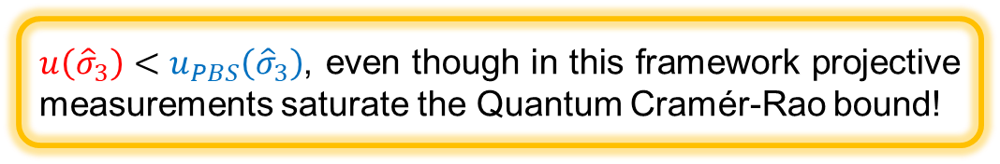 𝑢(𝜎̂₃) < 𝑢_PBS(𝜎̂₃), even though in this framework projective
measurements saturate the Quantum Cramér-Rao bound!